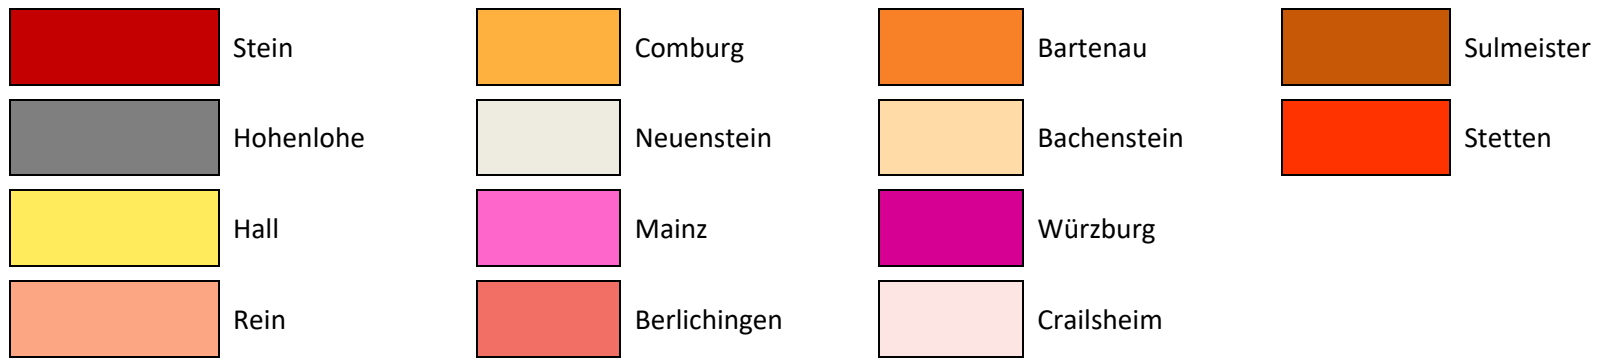 Stein
Comburg
Bartenau
Sulmeister
Hohenlohe
Neuenstein
Bachenstein
Stetten
Hall
Mainz
Würzburg
Rein
Berlichingen
Crailsheim